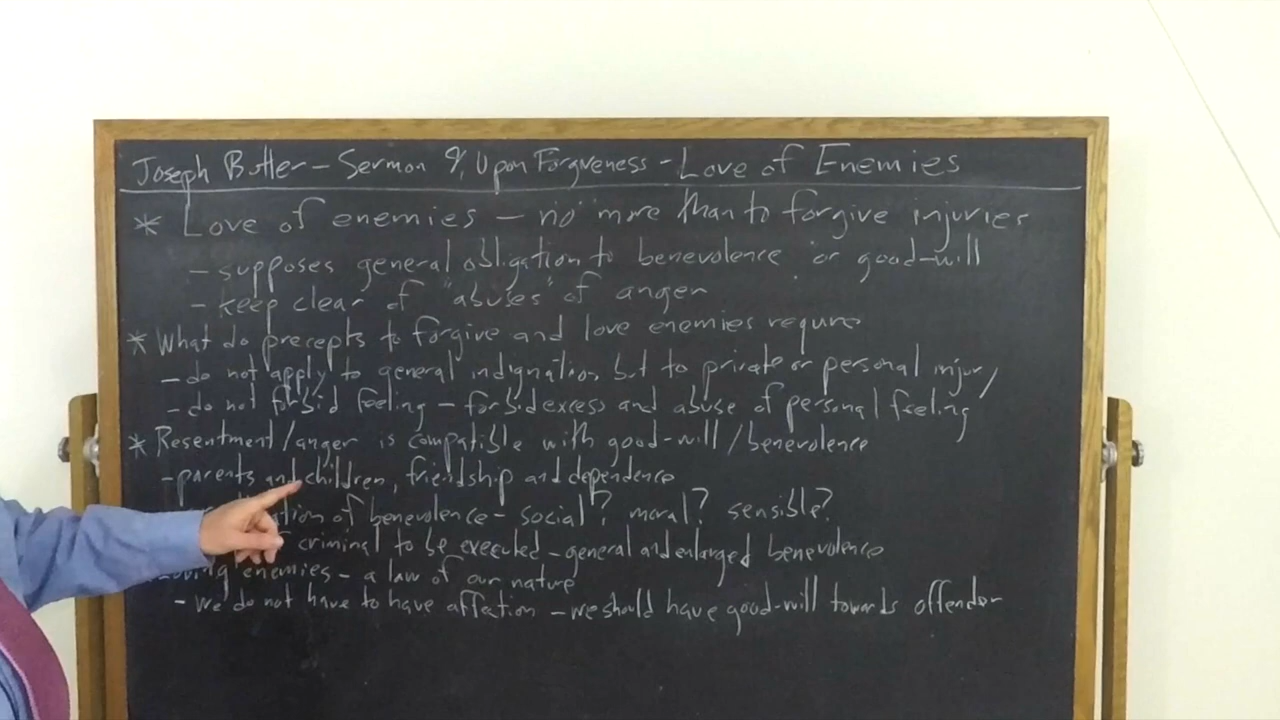 Joseph Butler - Sermon 9, Upon Forgiveness - Love of Enemies
* Love of enemies - "no more than to forgive injuries
- supposes general obligation to benevolence or good-will
- keep clear of "abuses" of anger
* What do precepts to forgive and love enemies require
- do not apply to general indignation, but to private or personal injury
- do not forbid feeling - forbid excess and abuse of personal feeling
* Resentment/anger is compatible with good-will/benevolence
- parents and children, friendship and dependence
of benevolence - social? moral? sensible?
criminal to be executed - general and enlarged benevolence
enemies - a law of our nature
- we do not have to have affection - we should have good-will towards offender